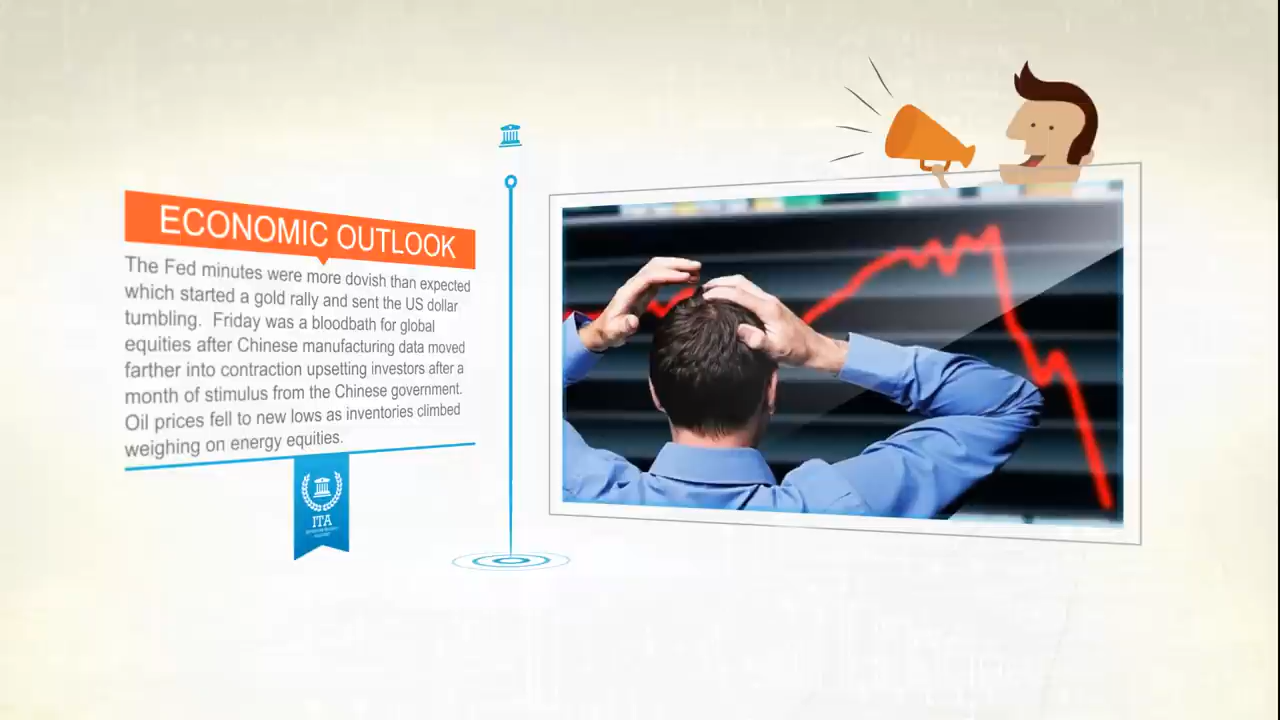 ECONOMIC OUTLOOK
The Fed minutes were more dovish than expected
which started a gold rally and sent the US dollar
tumbling. Friday was a bloodbath for global
equities after Chinese manufacturing data moved
farther into contraction upsetting investors after a
month of stimulus from the Chinese government.
Oil prices fell to new lows as inventories climbed
weighing on energy equities.
ITA